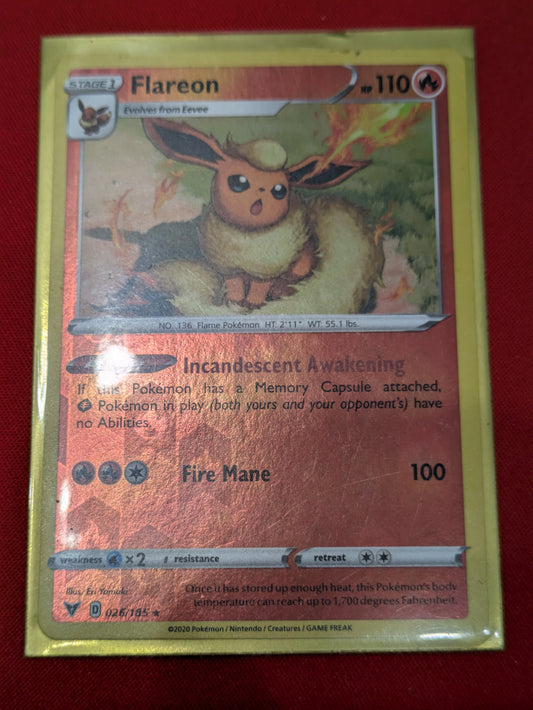 STAGE 1 Flareon HP 110
Evolves from Eevee
NO. 136 Flame Pokémon HT: 2'11" WT: 55.1 lbs.
Incandescent Awakening
If this Pokémon has a Memory Capsule attached,
Pokémon in play (both yours and your opponent's) have
no Abilities.
Fire Mane 100
weakness ×2 resistance retreat
Illus. Eri Yamaki
Once it has stored up enough heat, this Pokémon's body
temperature can reach up to 1,700 degrees Fahrenheit.
D 026/185 ★
©2020 Pokémon / Nintendo / Creatures / GAME FREAK